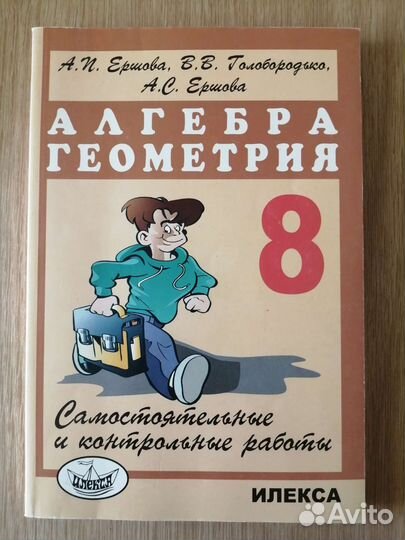 А.П. Ершова, В.В. Голобородько,
А.С. Ершова
АЛГЕБРА
ГЕОМЕТРИЯ
8
Самостоятельные
и контрольные работы
ИЛЕКСА
ИЛЕКСА
Avito